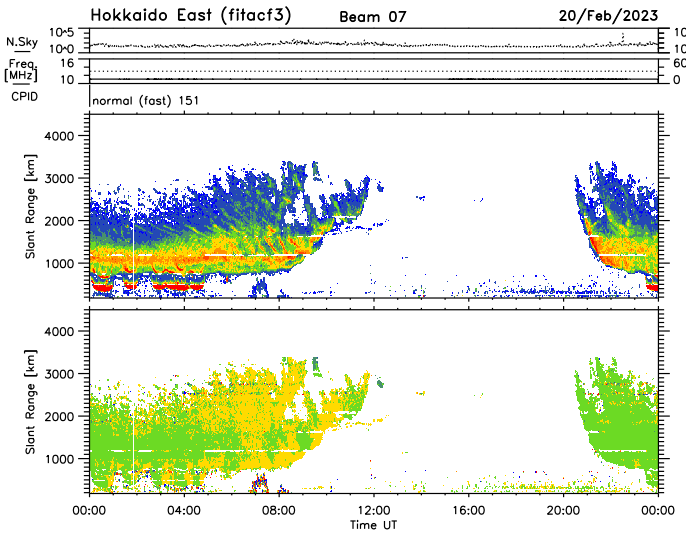 Hokkaido East (fitacf3) Beam 07 20/Feb/2023
N.Sky 10^5 10^0 10 10
Freq. [MHz] 16 10 60 0
CPID normal (fast) 151
Slant Range [km] 4000 3000 2000 1000
Slant Range [km] 4000 3000 2000 1000
00:00 04:00 08:00 12:00 16:00 20:00 00:00
Time UT